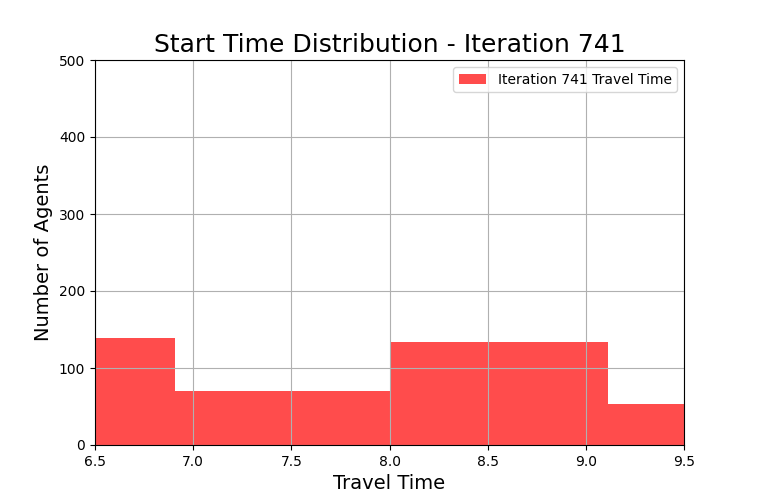 Start Time Distribution - Iteration 741
500
400
300
200
100
0
Number of Agents
Iteration 741 Travel Time
6.5 7.0 7.5 8.0 8.5 9.0 9.5
Travel Time